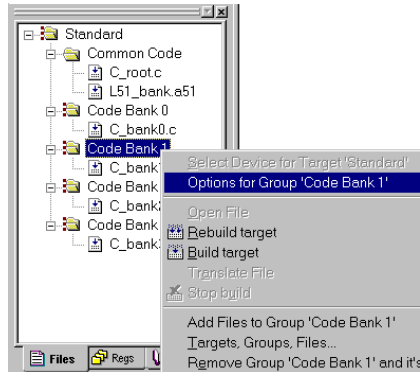 Standard
Common Code
C_root.c
L51_bank.a51
Code Bank 0
C_bank0.c
Code Bank 1
Select Device for Target 'Standard'
C_bank
Options for Group 'Code Bank 1'
Code Bank
Open File
C_bank2
Rebuild target
Code Bank
Build target
C_bank3
Translate File
Stop build
Add Files to Group 'Code Bank 1'
Targets, Groups, Files...
Files
Regs
Remove Group 'Code Bank 1' and it's